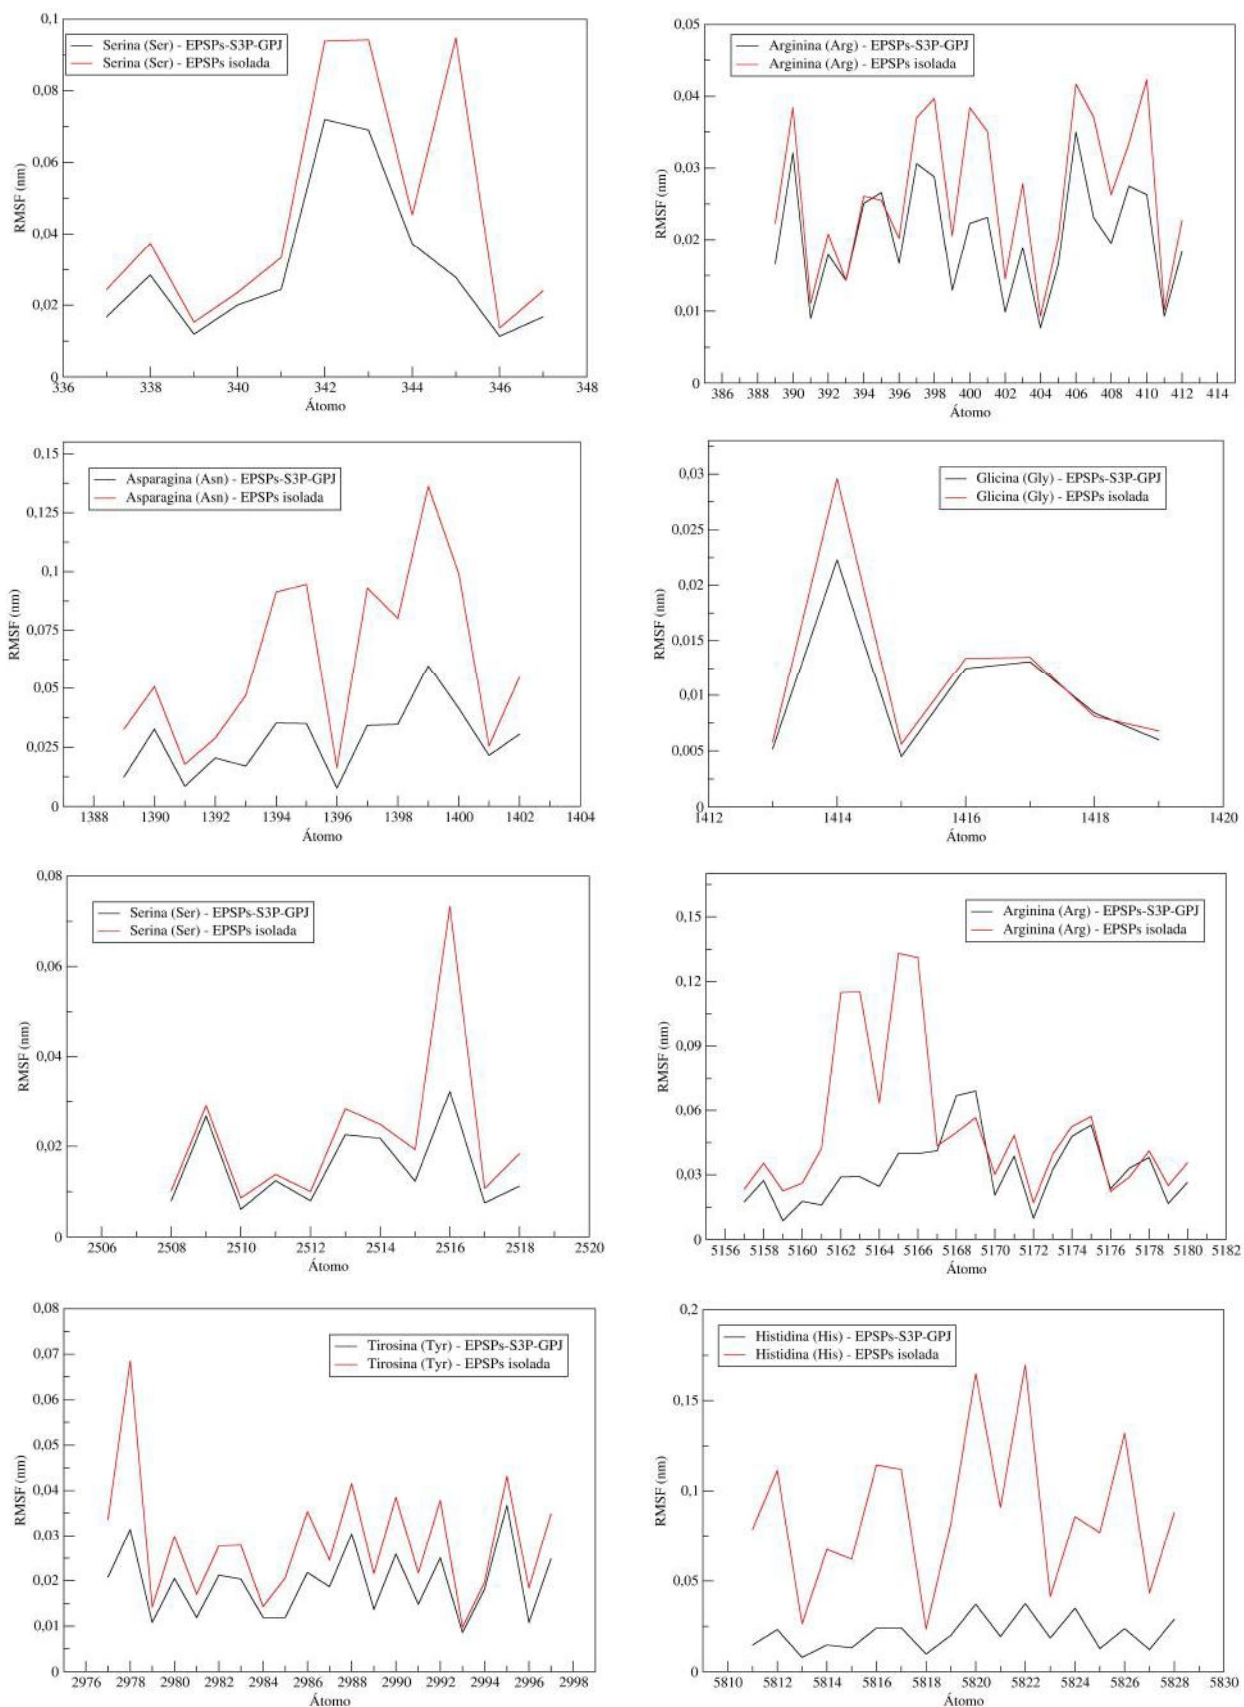 0,1
Serina (Ser) - EPSPs-S3P-GPJ
Serina (Ser) - EPSPs isolada
0,08
0,06
RMSF (nm)
0,04
0,02
0
336 338 340 342 344 346 348
Átomo
0,05
Arginina (Arg) - EPSPs-S3P-GPJ
Arginina (Arg) - EPSPs isolada
0,04
0,03
RMSF (nm)
0,02
0,01
0
386 388 390 392 394 396 398 400 402 404 406 408 410 412 414
Átomo
0,15
Asparagina (Asn) - EPSPs-S3P-GPJ
Asparagina (Asn) - EPSPs isolada
0,125
0,1
RMSF (nm)
0,075
0,05
0,025
0
1388 1390 1392 1394 1396 1398 1400 1402 1404
Átomo
0,03
Glicina (Gly) - EPSPs-S3P-GPJ
Glicina (Gly) - EPSPs isolada
0,025
0,02
RMSF (nm)
0,015
0,01
0,005
0
1412 1414 1416 1418 1420
Átomo
0,08
Serina (Ser) - EPSPs-S3P-GPJ
Serina (Ser) - EPSPs isolada
0,06
RMSF (nm)
0,04
0,02
0
2506 2508 2510 2512 2514 2516 2518 2520
Átomo
0,15
Arginina (Arg) - EPSPs-S3P-GPJ
Arginina (Arg) - EPSPs isolada
0,12
0,09
RMSF (nm)
0,06
0,03
0
5156 5158 5160 5162 5164 5166 5168 5170 5172 5174 5176 5178 5180 5182
Átomo
0,08
Tirosina (Tyr) - EPSPs-S3P-GPJ
Tirosina (Tyr) - EPSPs isolada
0,07
0,06
0,05
RMSF (nm)
0,04
0,03
0,02
0,01
0
2976 2978 2980 2982 2984 2986 2988 2990 2992 2994 2996 2998
Átomo
0,2
Histidina (His) - EPSPs-S3P-GPJ
Histidina (His) - EPSPs isolada
0,15
RMSF (nm)
0,1
0,05
0
5810 5812 5814 5816 5818 5820 5822 5824 5826 5828 5830
Átomo